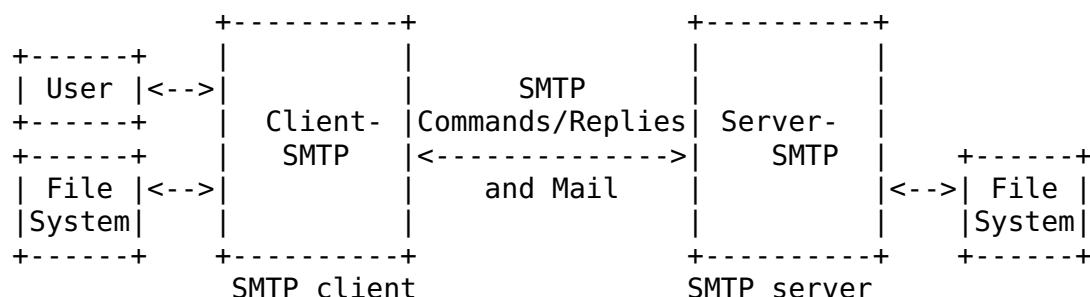 +----------+                +----------+
+------+    |          |                |          |
| User |<-->|          |      SMTP      |          |
+------+    |  Client- |Commands/Replies| Server-  |
+------+    |   SMTP   |<-------------->|    SMTP  |    +------+
| File |<-->|          |    and Mail    |          |<-->| File |
|System|    |          |                |          |    |System|
+------+    +----------+                +----------+    +------+
             SMTP client                SMTP server